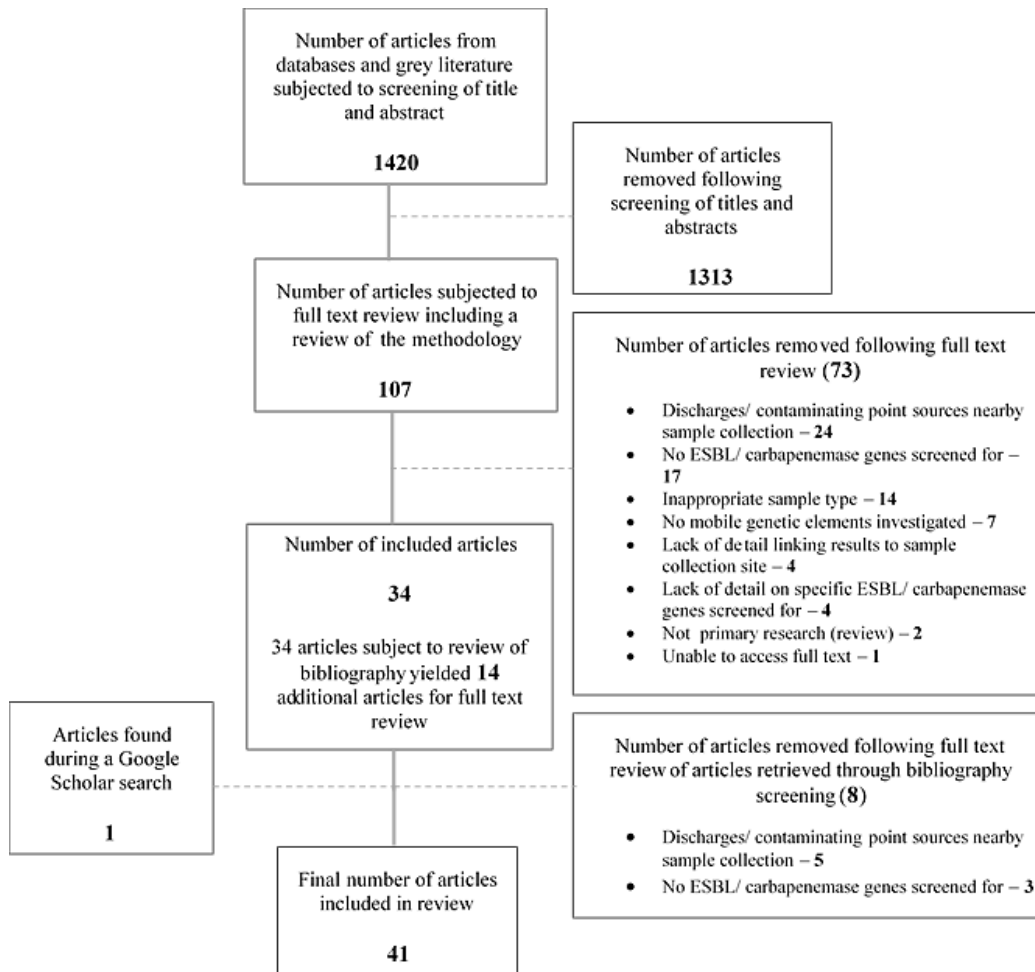 Number of articles from
databases and grey literature
subjected to screening of title
and abstract
1420
Number of articles
removed following
screening of titles and
abstracts
1313
Number of articles subjected to
full text review including a
review of the methodology
107
Number of articles removed following full text
review (73)
• Discharges/ contaminating point sources nearby
sample collection – 24
• No ESBL/ carbapenemase genes screened for –
17
• Inappropriate sample type – 14
• No mobile genetic elements investigated – 7
• Lack of detail linking results to sample
collection site – 4
• Lack of detail on specific ESBL/ carbapenemase
genes screened for – 4
• Not primary research (review) – 2
• Unable to access full text – 1
Number of included articles
34
34 articles subject to review of
bibliography yielded 14
additional articles for full text
review
Articles found
during a Google
Scholar search
1
Number of articles removed following full text
review of articles retrieved through bibliography
screening (8)
• Discharges/ contaminating point sources nearby
sample collection – 5
• No ESBL/ carbapenemase genes screened for – 3
Final number of articles
included in review
41